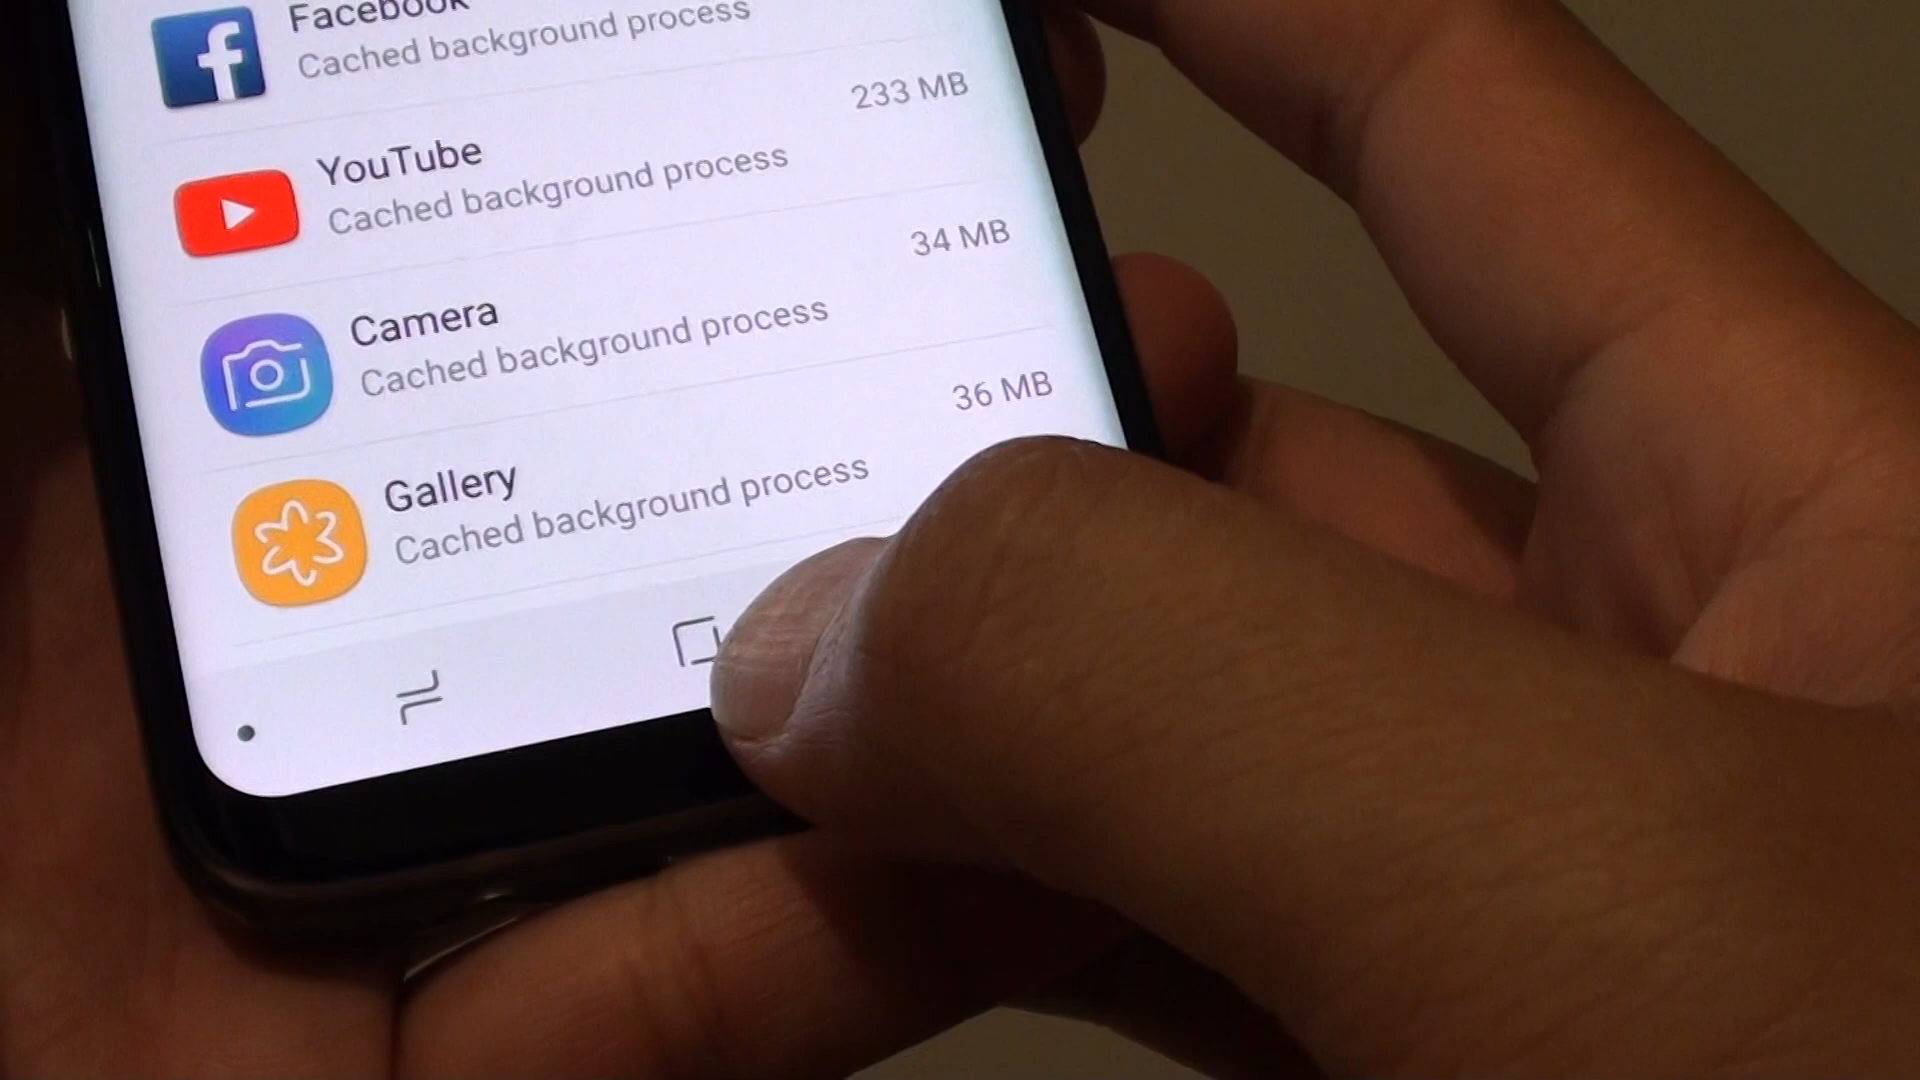 Facebook
Cached background process
233 MB
YouTube
Cached background process
34 MB
Camera
Cached background process
36 MB
Gallery
Cached background process